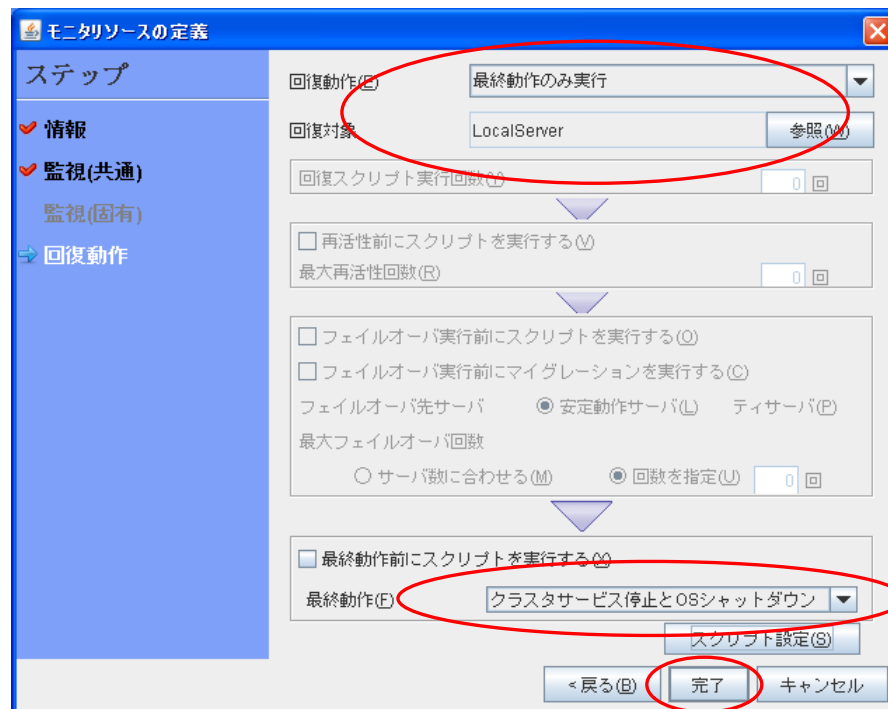 モニタリソースの定義
ステップ
情報
監視(共通)
監視(固有)
回復動作
回復動作(E) 最終動作のみ実行
回復対象 LocalServer 参照(W)
回復スクリプト実行回数(Y) 0 回
再活性前にスクリプトを実行する(V)
最大再活性回数(R) 0 回
フェイルオーバ実行前にスクリプトを実行する(O)
フェイルオーバ実行前にマイグレーションを実行する(C)
フェイルオーバ先サーバ 安定動作サーバ(L) ティサーバ(P)
最大フェイルオーバ回数
サーバ数に合わせる(M) 回数を指定(U) 0 回
最終動作前にスクリプトを実行する(X)
最終動作(F) クラスタサービス停止とOSシャットダウン
スクリプト設定(S)
<戻る(B) 完了 キャンセル